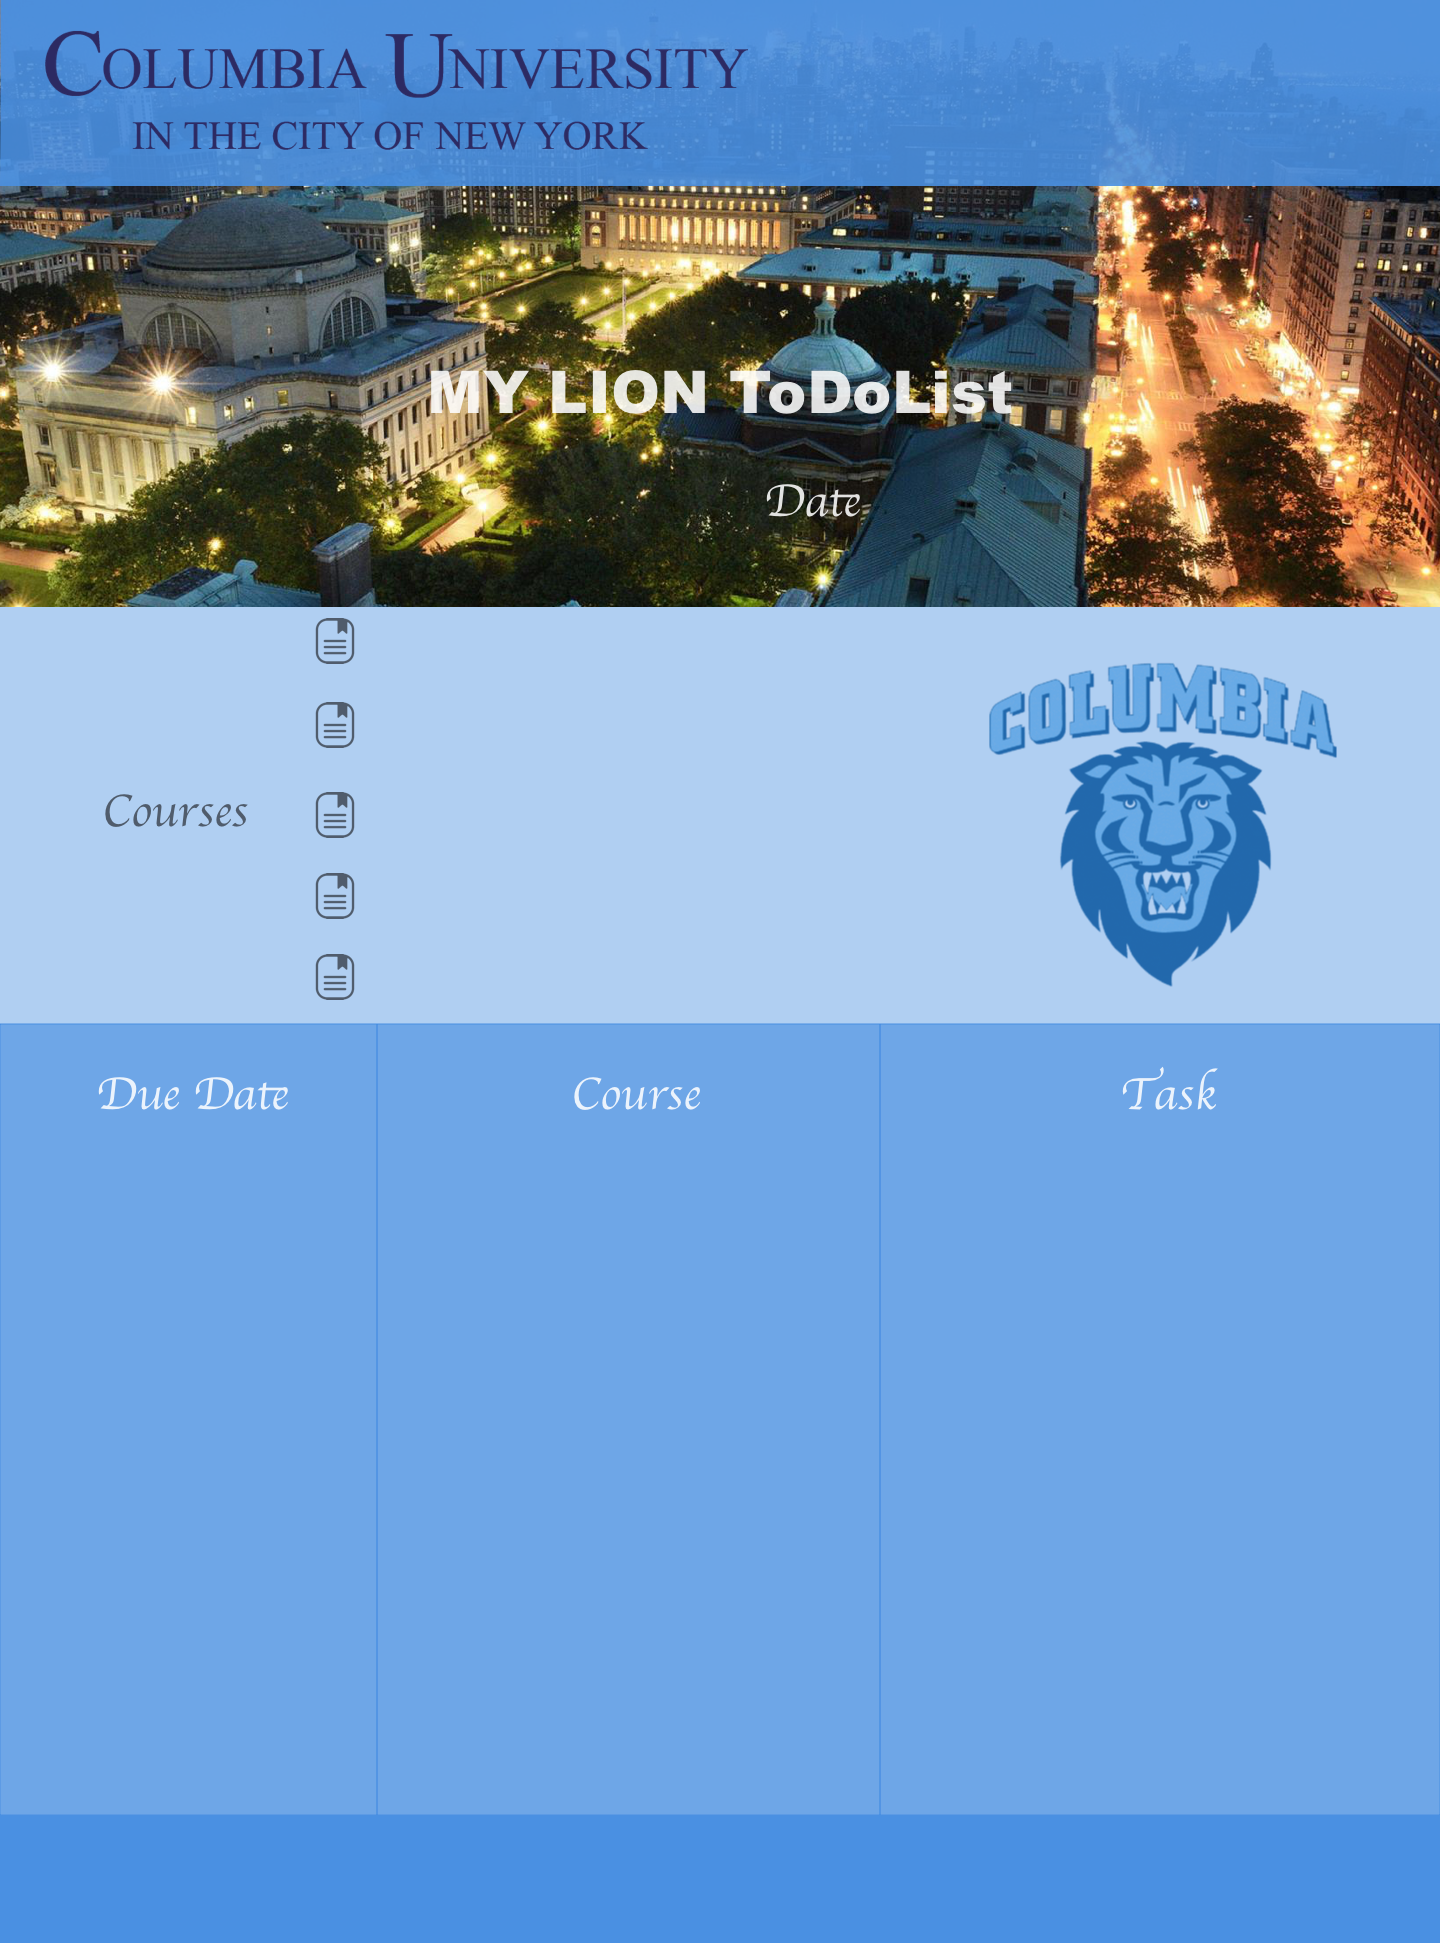 COLUMBIA UNIVERSITY
IN THE CITY OF NEW YORK
MY LION ToDoList
Date
COLUMBIA
Courses
Due Date Course Task